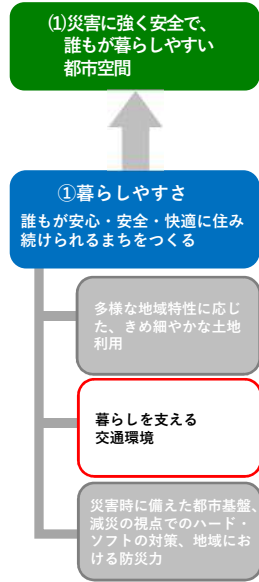 (1)災害に強く安全で、
誰もが暮らしやすい
都市空間
①暮らしやすさ
誰もが安心・安全・快適に住み
続けられるまちをつくる
多様な地域特性に応じ
た、きめ細やかな土地
利用
暮らしを支える
交通環境
災害時に備えた都市基盤、
減災の視点でのハード・
ソフトの対策、地域にお
ける防災力